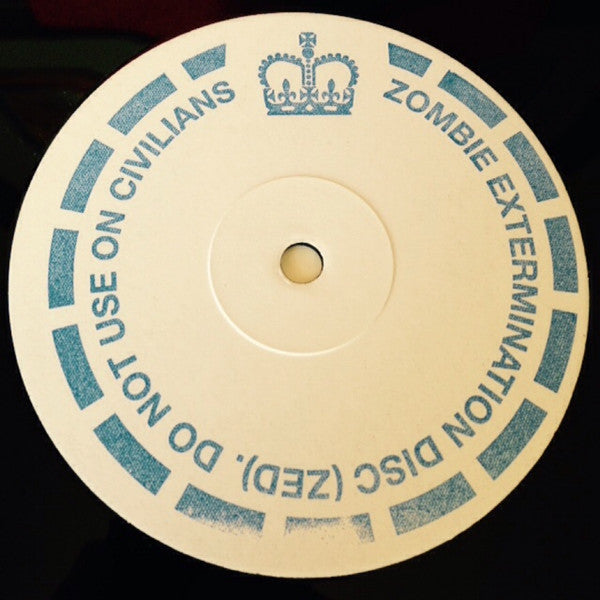 ZOMBIE EXTERMINATION DISC (ZED). DO NOT USE ON CIVILIANS